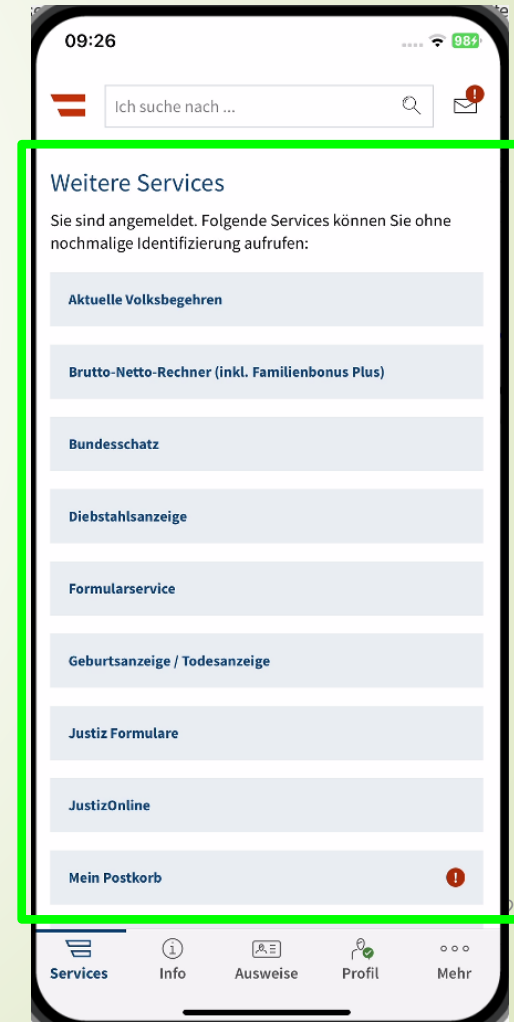 09:26
98
Ich suche nach ...
Weitere Services
Sie sind angemeldet. Folgende Services können Sie ohne
nochmalige Identifizierung aufrufen:
Aktuelle Volksbegehren
Brutto-Netto-Rechner (inkl. Familienbonus Plus)
Bundesschatz
Diebstahlsanzeige
Formularservice
Geburtsanzeige / Todesanzeige
Justiz Formulare
JustizOnline
Mein Postkorb
Services Info Ausweise Profil Mehr